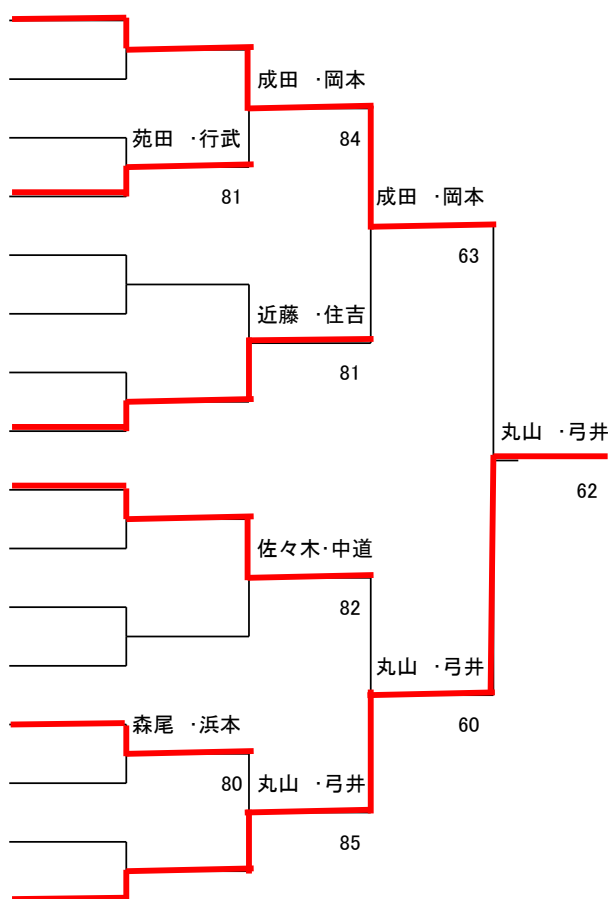 成田 ・岡本
苑田 ・行武
84
81
成田 ・岡本
63
近藤 ・住吉
81
丸山 ・弓井
62
佐々木・中道
82
丸山 ・弓井
60
森尾 ・浜本
80
丸山 ・弓井
85